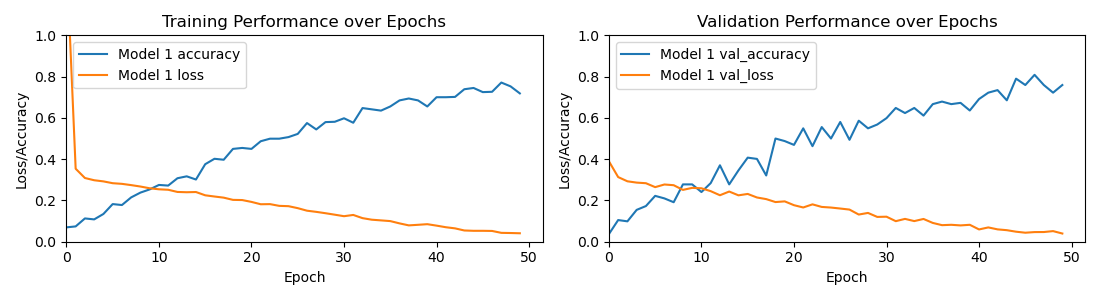 Training Performance over Epochs
Loss/Accuracy
1.0
0.8
0.6
0.4
0.2
0.0
Model 1 accuracy
Model 1 loss
0 10 20 30 40 50
Epoch
Validation Performance over Epochs
Loss/Accuracy
1.0
0.8
0.6
0.4
0.2
0.0
Model 1 val_accuracy
Model 1 val_loss
0 10 20 30 40 50
Epoch